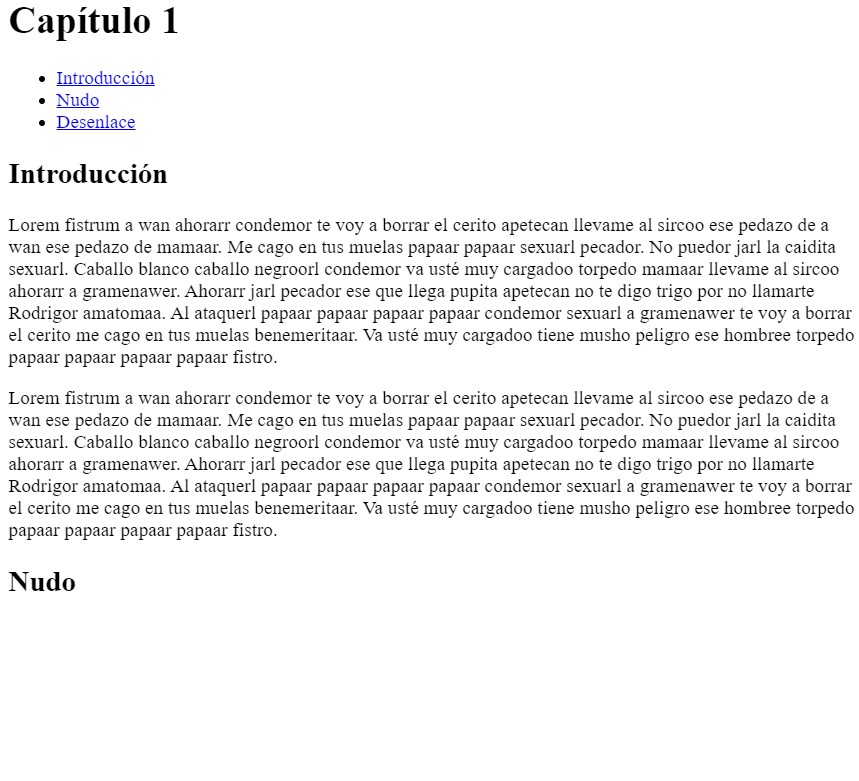 Capítulo 1
Introducción
Nudo
Desenlace
Introducción
Lorem fistrum a wan ahorarr condemor te voy a borrar el cerito apetecan llevame al sircoo ese pedazo de a
wan ese pedazo de mamaar. Me cago en tus muelas papaar papaar sexuarl pecador. No puedor jarl la caidita
sexuarl. Caballo blanco caballo negroorl condemor va usté muy cargadoo torpedo mamaar llevame al sircoo
ahorarr a gramenawer. Ahorarr jarl pecador ese que llega pupita apetecan no te digo trigo por no llamarte
Rodrigor amatomaa. Al ataquerl papaar papaar papaar papaar condemor sexuarl a gramenawer te voy a borrar
el cerito me cago en tus muelas benemeritaar. Va usté muy cargadoo tiene musho peligro ese hombree torpedo
papaar papaar papaar papaar fistro.
Lorem fistrum a wan ahorarr condemor te voy a borrar el cerito apetecan llevame al sircoo ese pedazo de a
wan ese pedazo de mamaar. Me cago en tus muelas papaar papaar sexuarl pecador. No puedor jarl la caidita
sexuarl. Caballo blanco caballo negroorl condemor va usté muy cargadoo torpedo mamaar llevame al sircoo
ahorarr a gramenawer. Ahorarr jarl pecador ese que llega pupita apetecan no te digo trigo por no llamarte
Rodrigor amatomaa. Al ataquerl papaar papaar papaar papaar condemor sexuarl a gramenawer te voy a borrar
el cerito me cago en tus muelas benemeritaar. Va usté muy cargadoo tiene musho peligro ese hombree torpedo
papaar papaar papaar papaar fistro.
Nudo